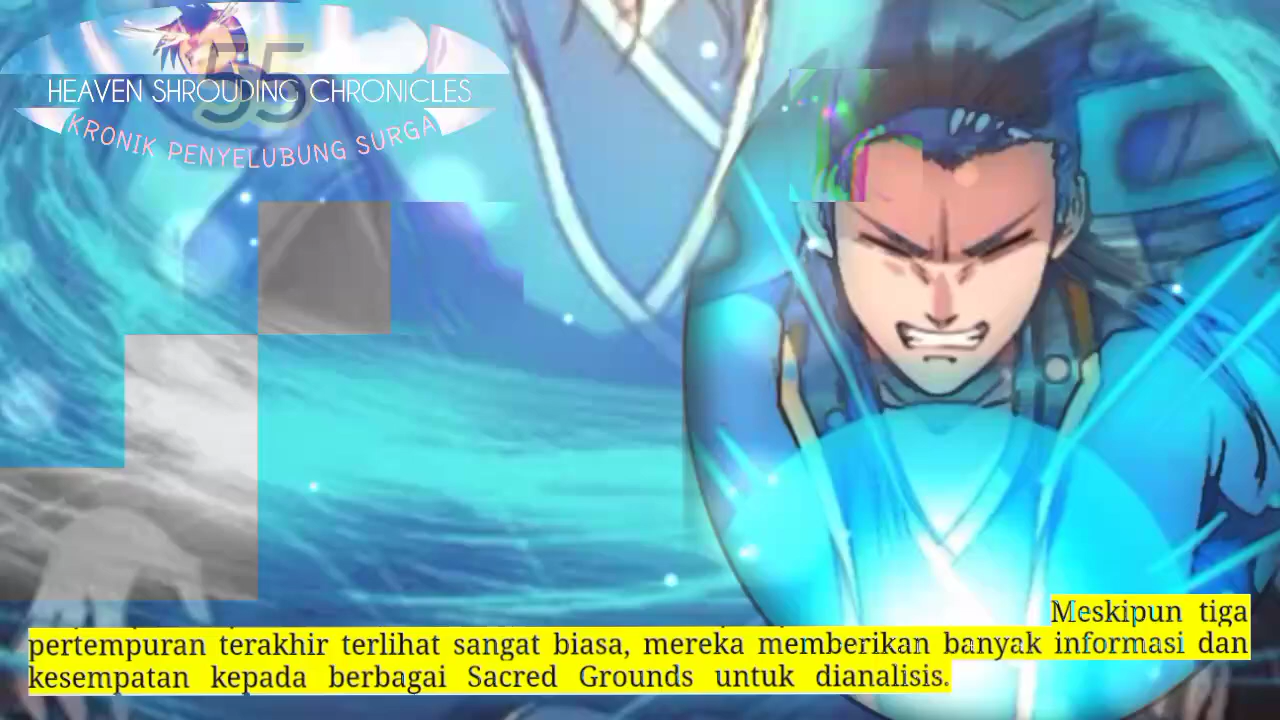 55
HEAVEN SHROUDING CHRONICLES
KRONIK PENYELUBUNG SURGA
Meskipun tiga
pertempuran terakhir terlihat sangat biasa, mereka memberikan banyak informasi dan
kesempatan kepada berbagai Sacred Grounds untuk dianalisis.